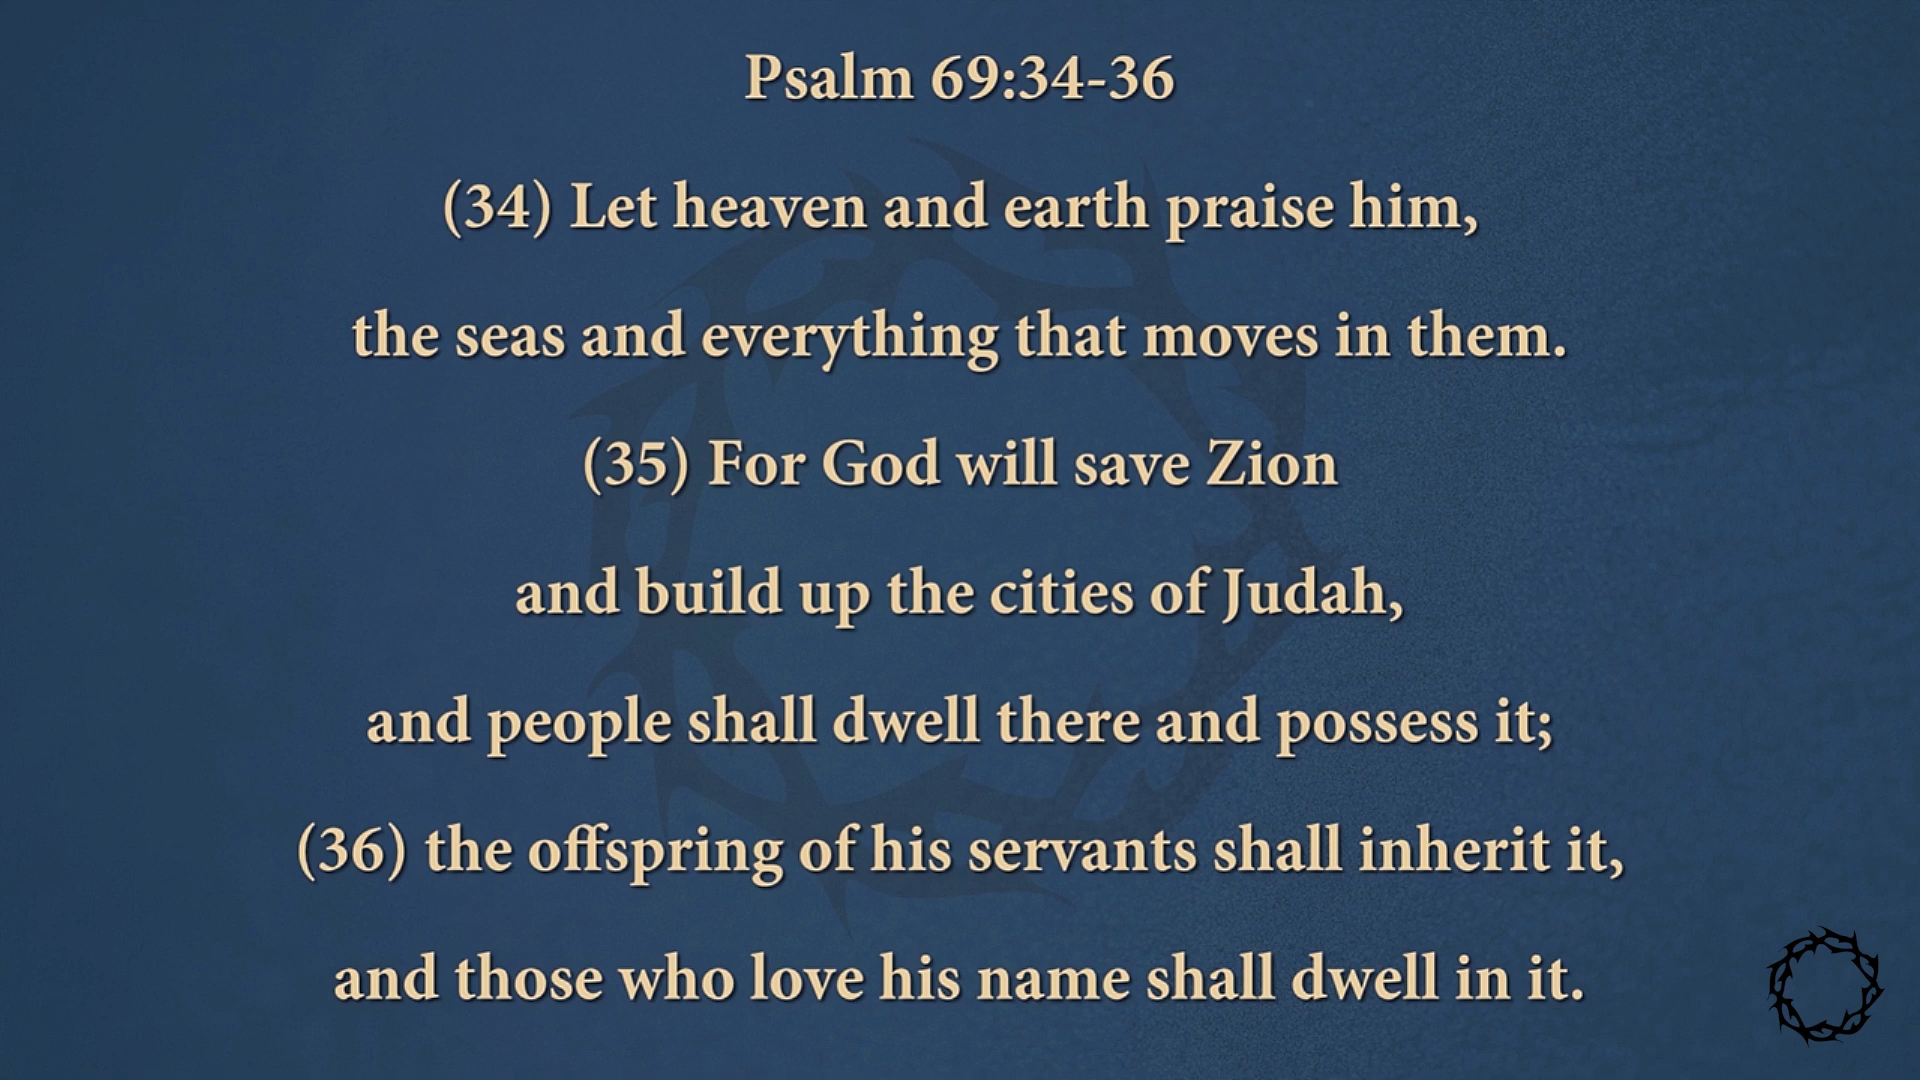 Psalm 69:34-36
(34) Let heaven and earth praise him,
the seas and everything that moves in them.
(35) For God will save Zion
and build up the cities of Judah,
and people shall dwell there and possess it;
(36) the offspring of his servants shall inherit it,
and those who love his name shall dwell in it.